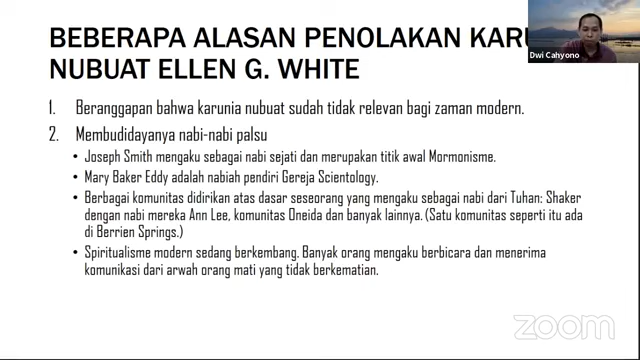 BEBERAPA ALASAN PENOLAKAN
NUBUAT ELLEN G. WHITE
Dwi Cahyono
1. Beranggapan bahwa karunia nubuat sudah tidak relevan bagi zaman modern.
2. Membudidayanya nabi-nabi palsu
• Joseph Smith mengaku sebagai nabi sejati dan merupakan titik awal Mormonisme.
• Mary Baker Eddy adalah nabiah pendiri Gereja Scientology.
• Berbagai komunitas didirikan atas dasar seseorang yang mengaku sebagai nabi dari Tuhan: Shaker
dengan nabi mereka Ann Lee, komunitas Oneida dan banyak lainnya. (Satu komunitas seperti itu ada
di Berrien Springs.)
• Spiritualisme modern sedang berkembang. Banyak orang mengaku berbicara dan menerima
komunikasi dari arwah orang mati yang tidak berkematian.
zoom